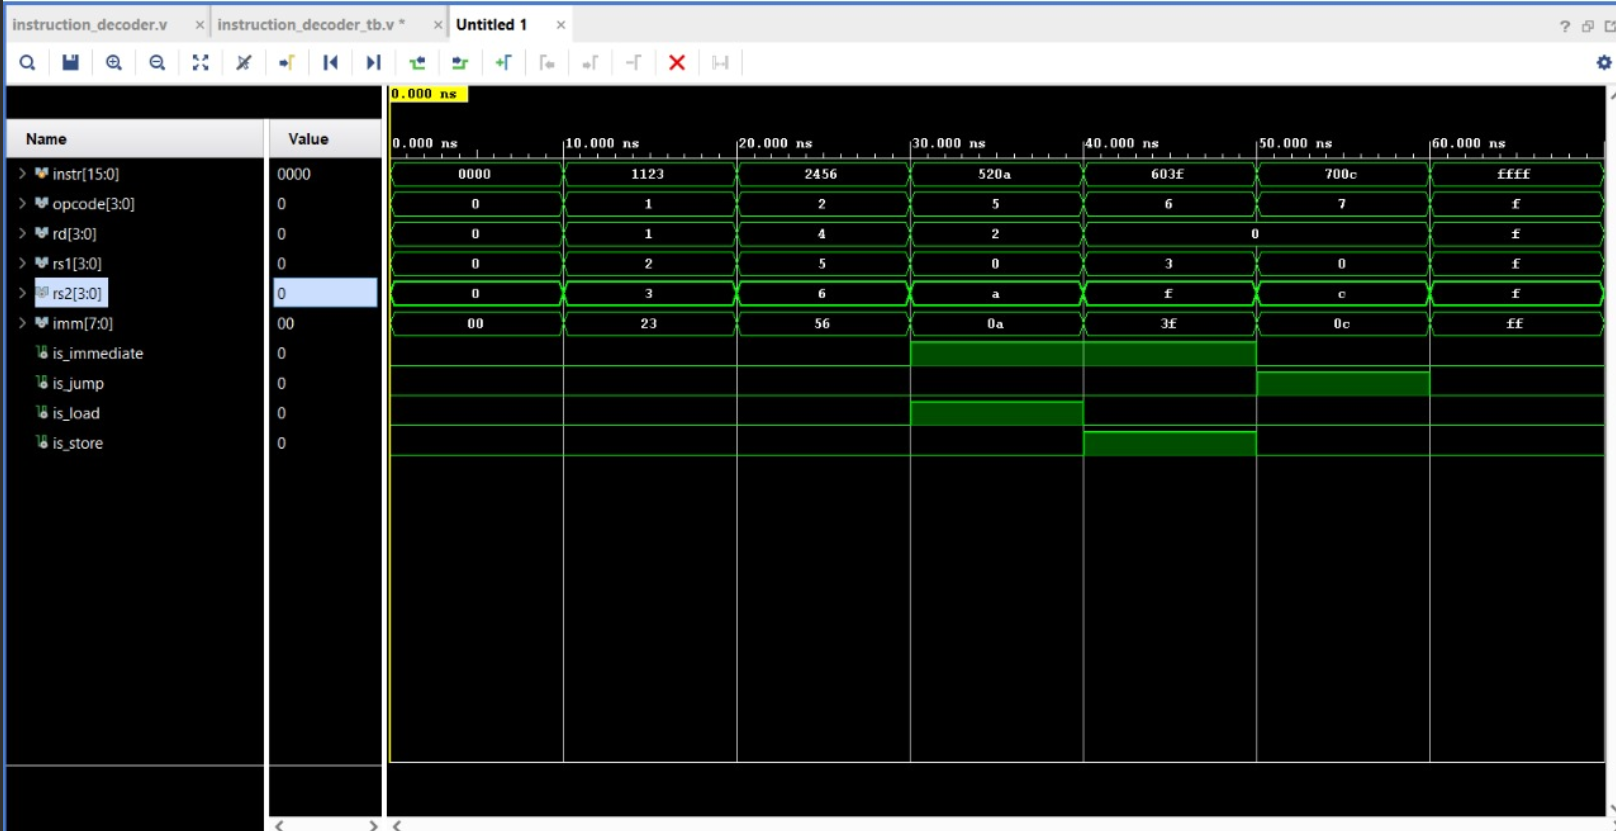 instruction_decoder.v × instruction_decoder_tb.v * × Untitled 1 × ?
0.000 ns
Name Value 0.000 ns 10.000 ns 20.000 ns 30.000 ns 40.000 ns 50.000 ns 60.000 ns
> instr[15:0] 0000 0000 1123 2456 520a 603f 700c ffff
> opcode[3:0] 0 0 1 2 5 6 7 f
> rd[3:0] 0 0 1 4 2 0 f
> rs1[3:0] 0 0 2 5 0 3 0 f
> rs2[3:0] 0 0 3 6 a f c f
> imm[7:0] 00 00 23 56 0a 3f 0c ff
is_immediate 0
is_jump 0
is_load 0
is_store 0